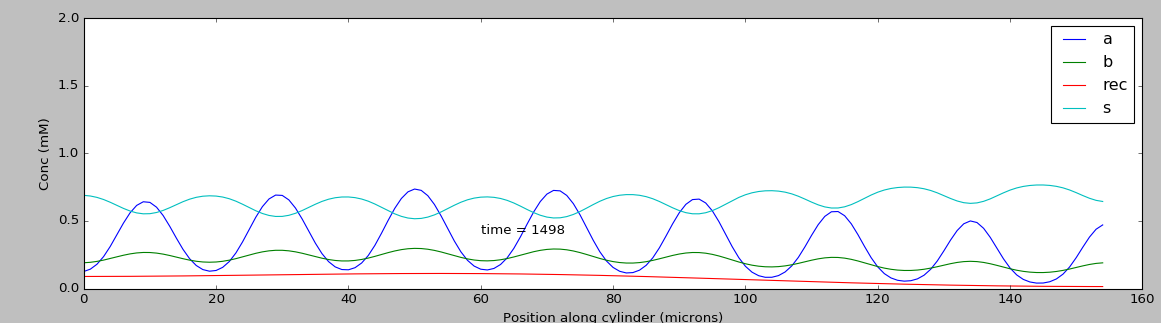 2.0
1.5
1.0
0.5
0.0
Conc (mM)
a
b
rec
s
time = 1498
0 20 40 60 80 100 120 140 160
Position along cylinder (microns)